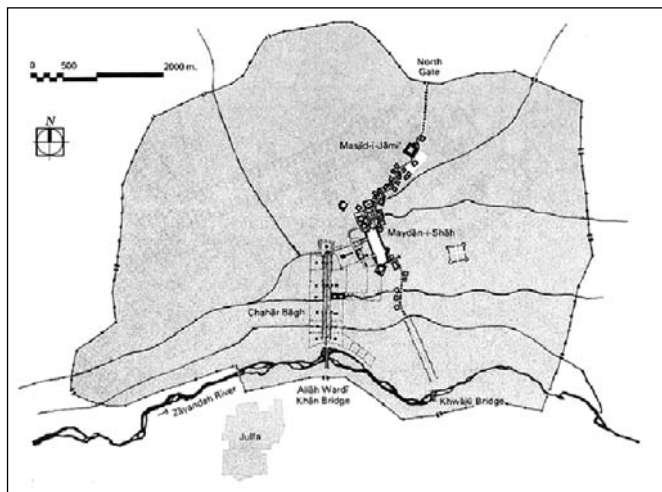 0 500 2000 m.
N
North
Gate
Masjid-i-Jāmi'
Maydān-i-Shāh
Chahār Bāgh
Allāh Wardī
Khān Bridge
Khwājū Bridge
Zāyandah River
Julfa